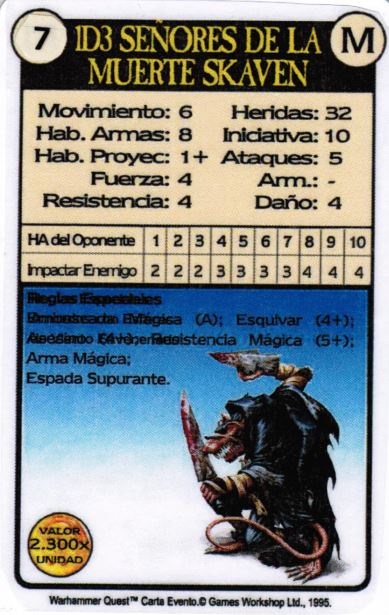 7
1D3 SEÑORES DE LA
MUERTE SKAVEN
M
Movimiento: 6 Heridas: 32
Hab. Armas: 8 Iniciativa: 10
Hab. Proyec: 1+ Ataques: 5
Fuerza: 4 Arm.: -
Resistencia: 4 Daño: 4
HA del Oponente 1 2 3 4 5 6 7 8 9 10
Impactar Enemigo 2 2 2 3 3 3 3 4 4 4
Reglas Especiales
(A); Esquivar (4+);
Resistencia Mágica (5+);
Arma Mágica;
Espada Supurante.
VALOR
2.300x
UNIDAD
Warhammer Quest™ Carta Evento.© Games Workshop Ltd., 1995.